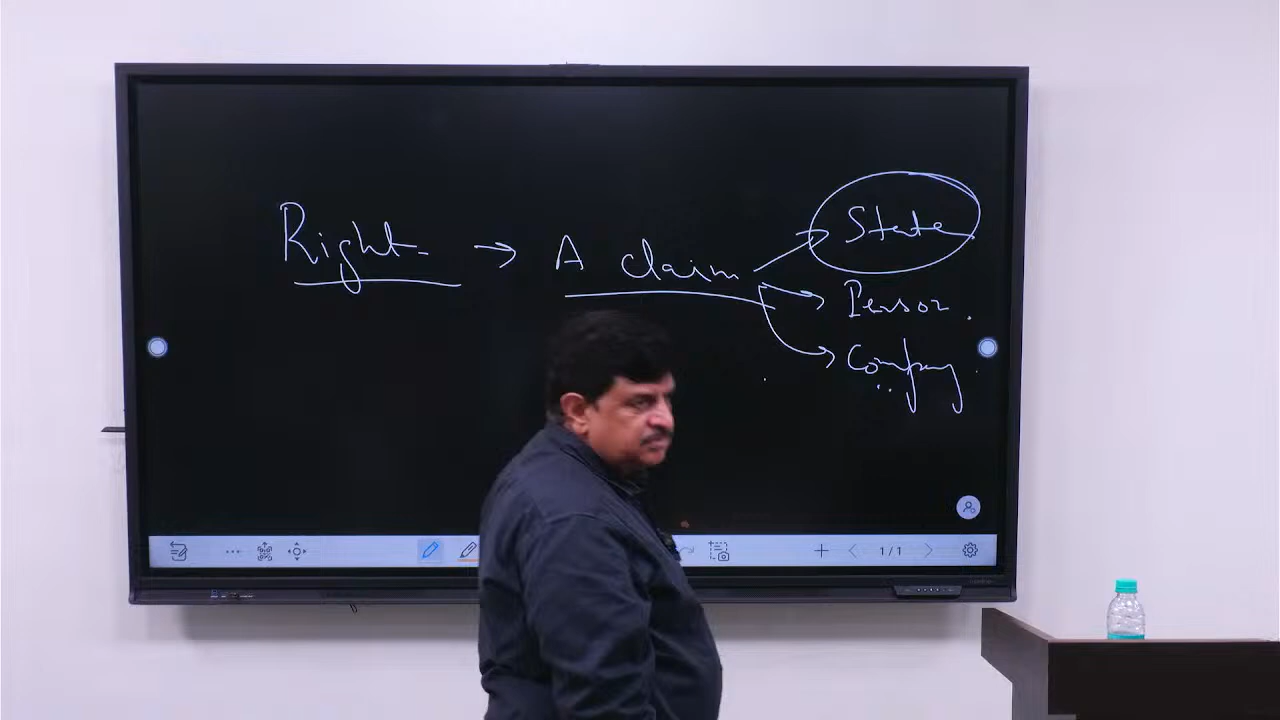 Right → A claim → State
→ Person
→ Company
1/1